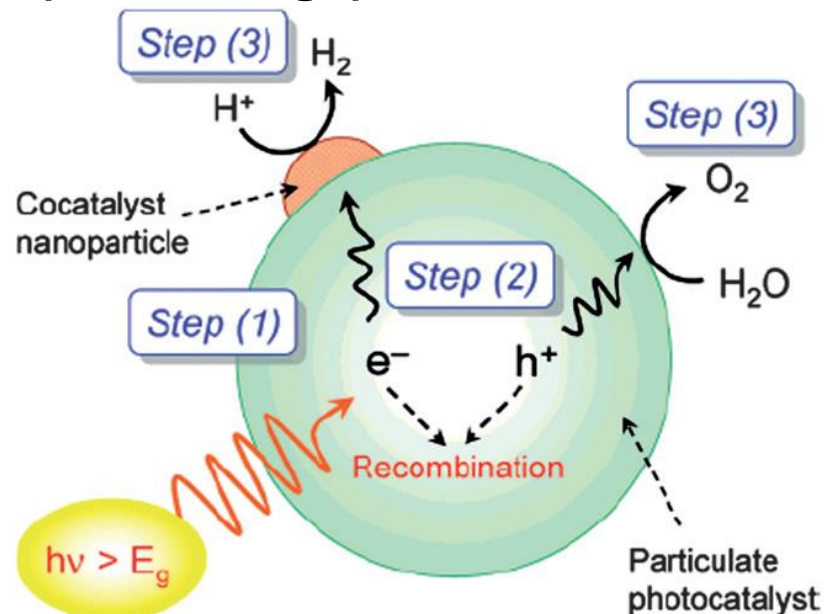 Step (3)
H₂
H⁺
Step (3)
O₂
Cocatalyst
nanoparticle
Step (2)
H₂O
Step (1)
e⁻
h⁺
Recombination
hν > Eg
Particulate
photocatalyst